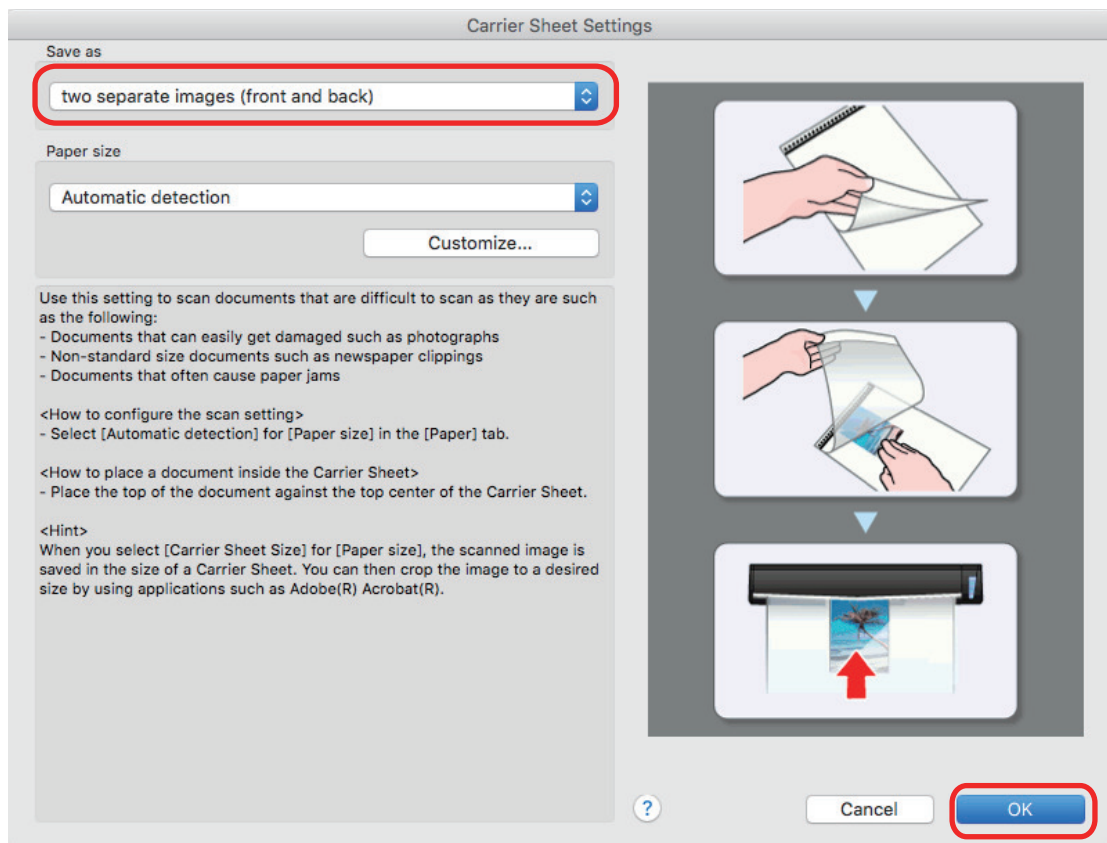 Carrier Sheet Settings
Save as
two separate images (front and back)
Paper size
Automatic detection
Customize...
Use this setting to scan documents that are difficult to scan as they are such
as the following:
- Documents that can easily get damaged such as photographs
- Non-standard size documents such as newspaper clippings
- Documents that often cause paper jams
<How to configure the scan setting>
- Select [Automatic detection] for [Paper size] in the [Paper] tab.
<How to place a document inside the Carrier Sheet>
- Place the top of the document against the top center of the Carrier Sheet.
<Hint>
When you select [Carrier Sheet Size] for [Paper size], the scanned image is
saved in the size of a Carrier Sheet. You can then crop the image to a desired
size by using applications such as Adobe(R) Acrobat(R).
?
Cancel
OK